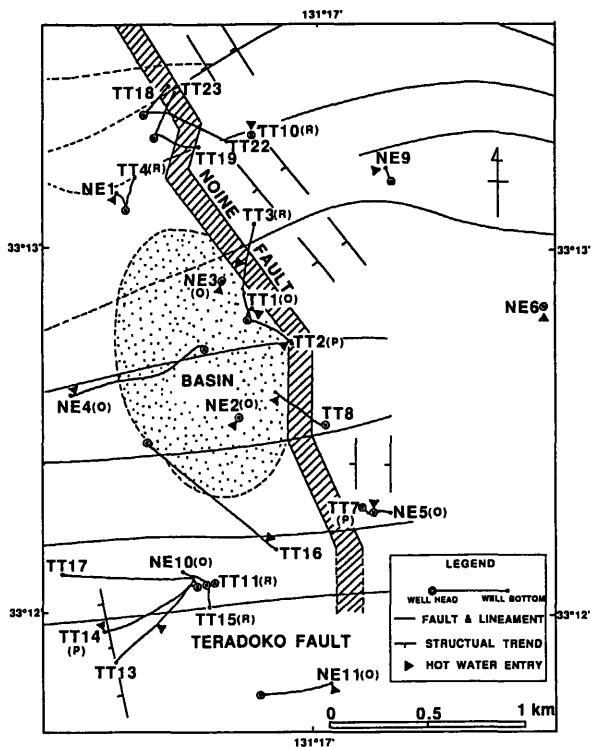 131°17'
TT18
TT23
TT10(R)
TT22
TT19
TT4(R)
NE9
NE1
NOINE FAULT
TT3(R)
33°13'
33°13'
NE3
(O)
TT1(O)
NE6
TT2(P)
BASIN
NE4(O)
NE2(O)
TT8
TT7
(P)
NE5(O)
TT16
TT17
NE10(O)
TT11(R)
TT15(R)
33°12'
33°12'
TT14
(P)
TERADOKO FAULT
TT13
NE11(O)
LEGEND
WELL HEAD WELL BOTTOM
FAULT & LINEAMENT
STRUCTUAL TREND
HOT WATER ENTRY
0 0.5 1 km
131°17'